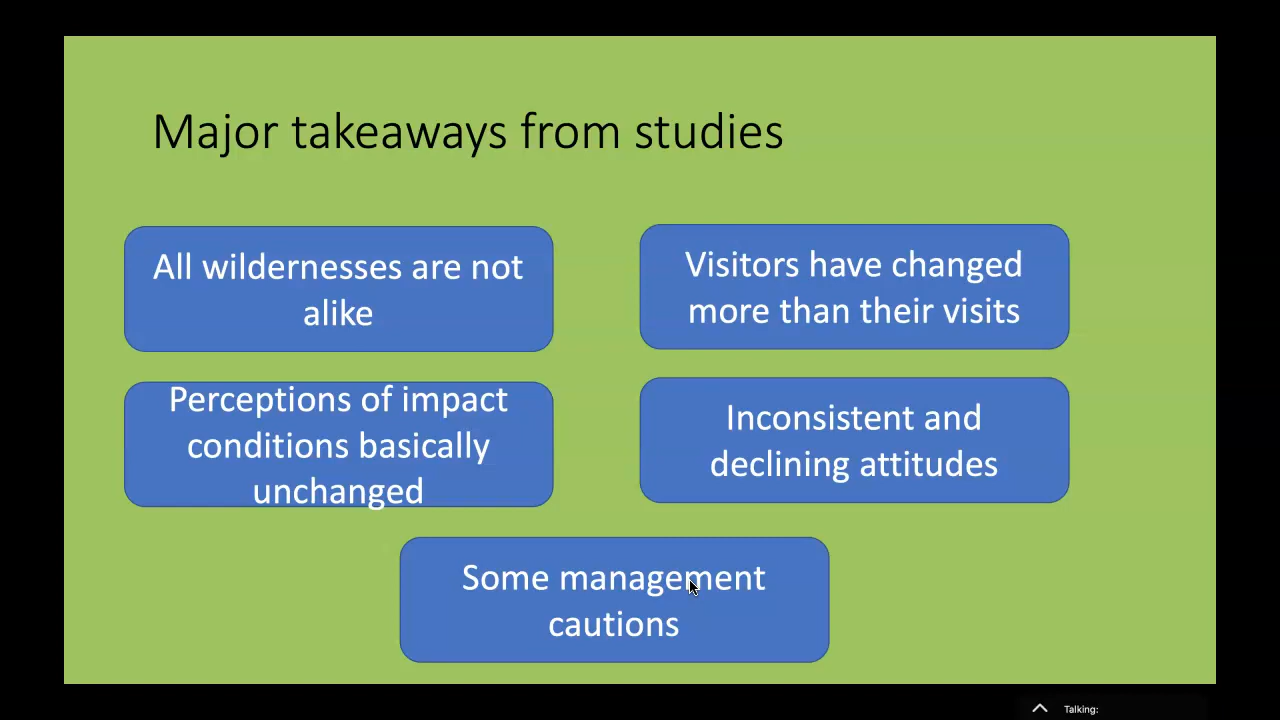 Major takeaways from studies
All wildernesses are not
alike
Visitors have changed
more than their visits
Perceptions of impact
conditions basically
unchanged
Inconsistent and
declining attitudes
Some management
cautions
Talking: